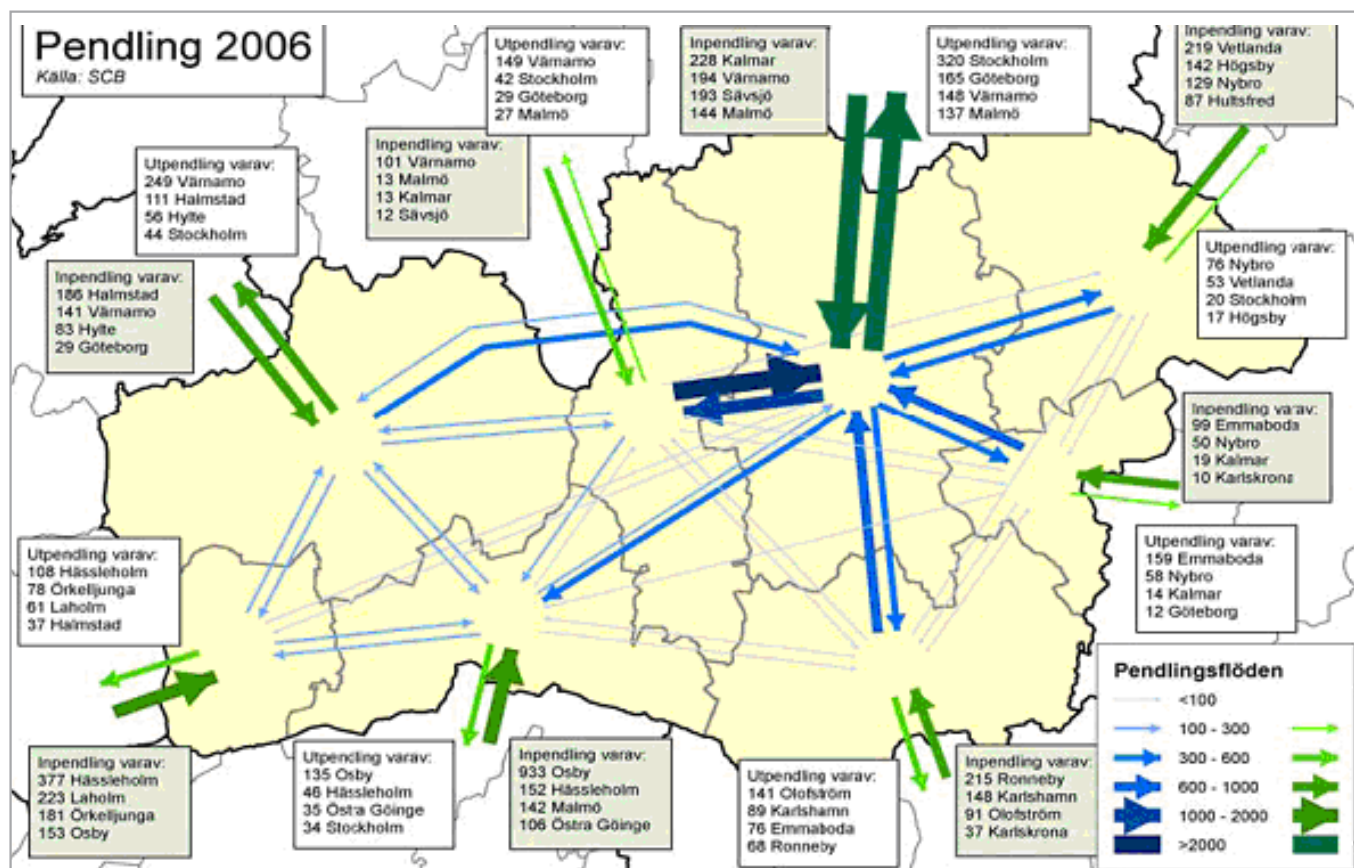 Pendling 2006
Källa: SCB
Utpendling varav:
149 Värnamo
42 Stockholm
29 Göteborg
27 Malmö
Inpendling varav:
228 Kalmar
194 Värnamo
193 Sävsjö
144 Malmö
Utpendling varav:
320 Stockholm
165 Göteborg
148 Värnamo
137 Malmö
Inpendling varav:
219 Vetlanda
142 Högsby
129 Nybro
87 Hultsfred
Inpendling varav:
101 Värnamo
13 Malmö
13 Kalmar
12 Sävsjö
Utpendling varav:
249 Värnamo
111 Halmstad
56 Hylte
44 Stockholm
Inpendling varav:
186 Halmstad
141 Värnamo
83 Hylte
29 Göteborg
Utpendling varav:
76 Nybro
53 Vetlanda
20 Stockholm
17 Högsby
Inpendling varav:
99 Emmaboda
50 Nybro
19 Kalmar
10 Karlskrona
Utpendling varav:
159 Emmaboda
58 Nybro
14 Kalmar
12 Göteborg
Utpendling varav:
108 Hässleholm
78 Örkelljunga
61 Laholm
37 Halmstad
Inpendling varav:
377 Hässleholm
223 Laholm
181 Örkelljunga
153 Osby
Utpendling varav:
135 Osby
46 Hässleholm
35 Östra Göinge
34 Stockholm
Inpendling varav:
933 Osby
152 Hässleholm
142 Malmö
106 Östra Göinge
Utpendling varav:
141 Olofström
89 Karlshamn
76 Emmaboda
68 Ronneby
Inpendling varav:
215 Ronneby
148 Karlshamn
91 Olofström
37 Karlskrona
Pendlingsflöden
<100
100 - 300
300 - 600
600 - 1000
1000 - 2000
>2000